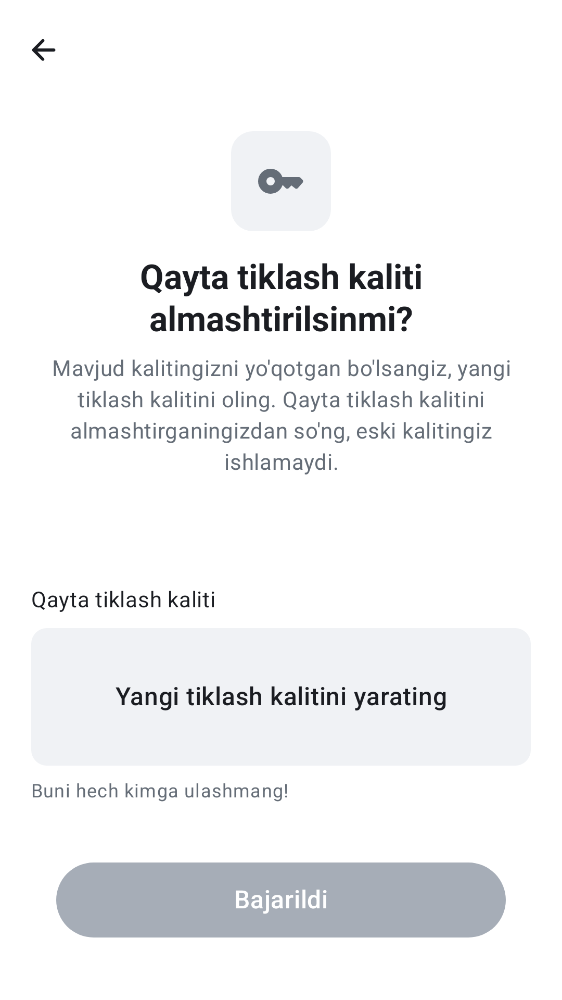 Qayta tiklash kaliti
almashtirilsinmi?
Mavjud kalitingizni yo'qotgan bo'lsangiz, yangi
tiklash kalitini oling. Qayta tiklash kalitini
almashtirganingizdan so'ng, eski kalitingiz
ishlamaydi.
Qayta tiklash kaliti
Yangi tiklash kalitini yarating
Buni hech kimga ulashmang!
Bajarildi